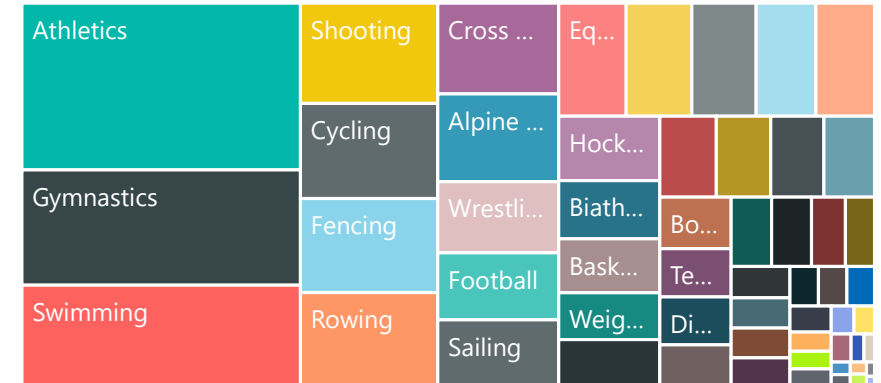 Athletics
Gymnastics
Swimming
Shooting
Cycling
Fencing
Rowing
Cross ...
Alpine ...
Wrestli...
Football
Sailing
Eq...
Hock...
Biath...
Bask...
Weig...
Bo...
Te...
Di...